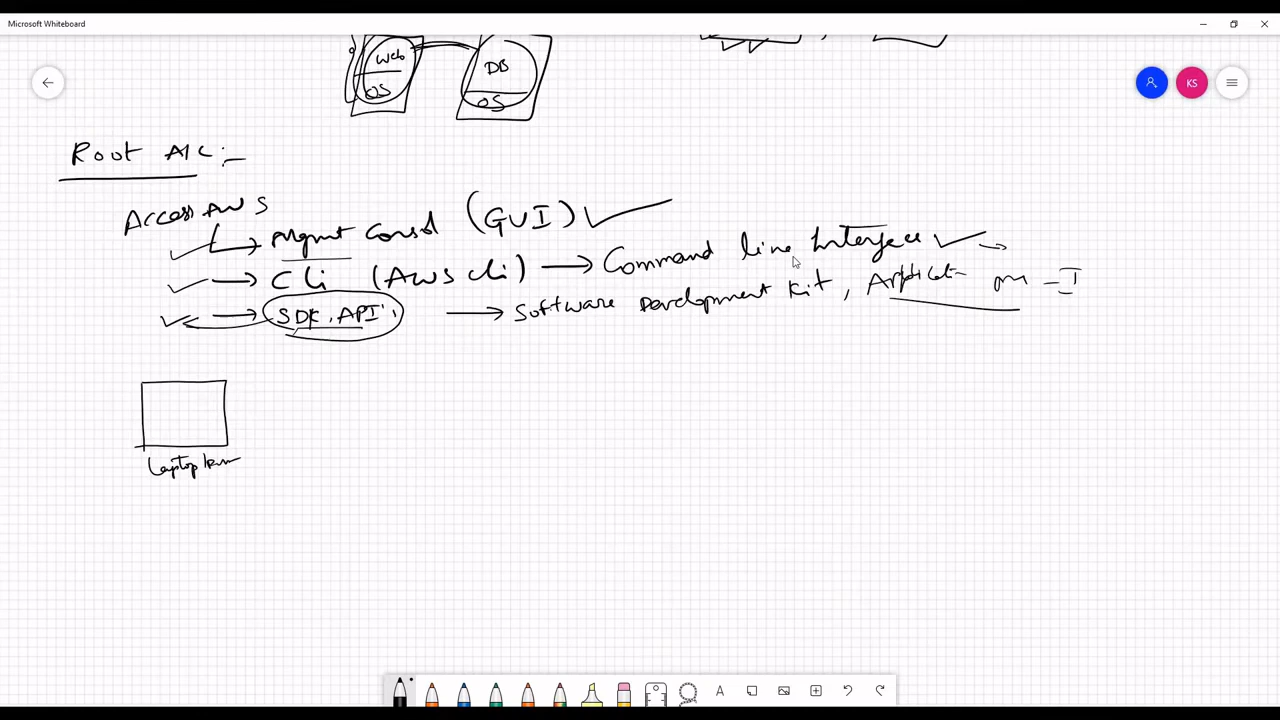 Microsoft Whiteboard
KS
Web
OS
DB
OS
Root A/C :-
Access AWS
Mgmt Consol (GUI)
Cli (AWS cli) → Command line Interface →
SDK, API, → Software Development Kit, - I
Laptop
A